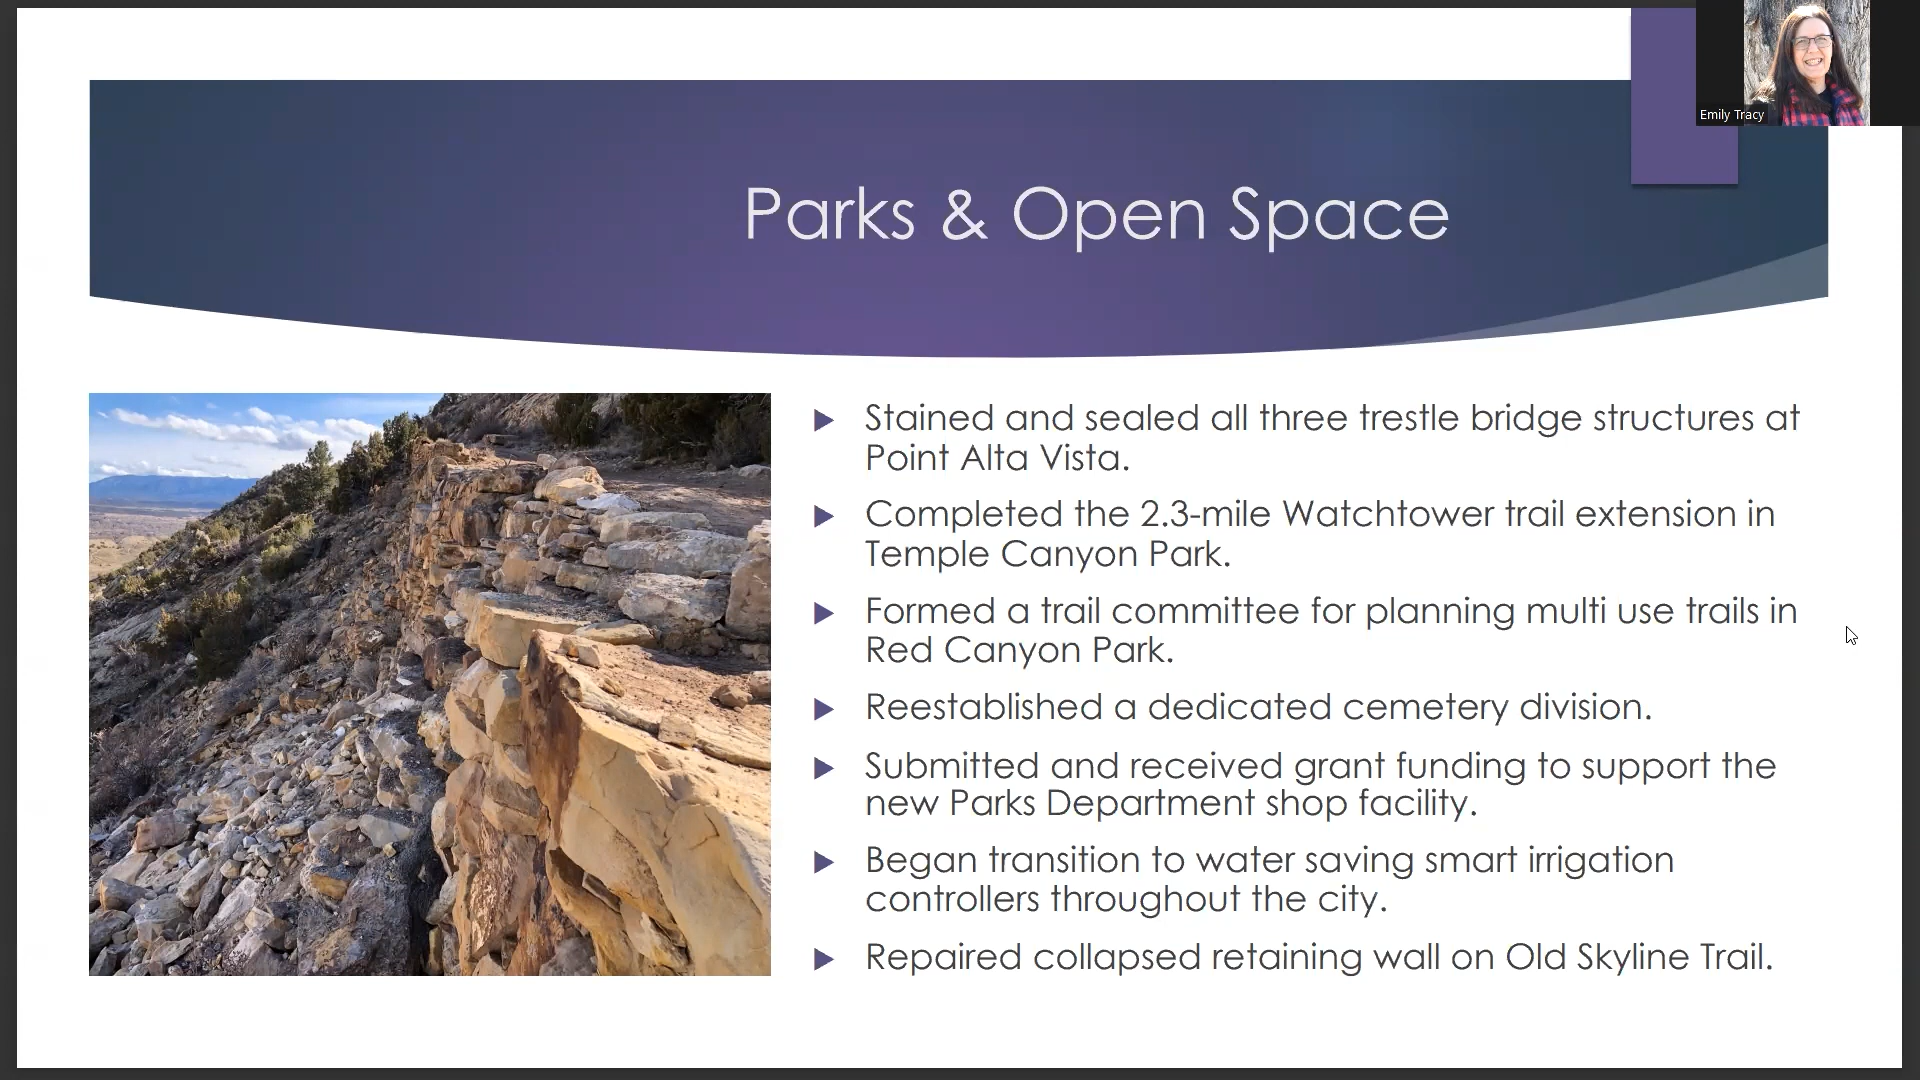 Emily Tracy
Parks & Open Space
Stained and sealed all three trestle bridge structures at
Point Alta Vista.
Completed the 2.3-mile Watchtower trail extension in
Temple Canyon Park.
Formed a trail committee for planning multi use trails in
Red Canyon Park.
Reestablished a dedicated cemetery division.
Submitted and received grant funding to support the
new Parks Department shop facility.
Began transition to water saving smart irrigation
controllers throughout the city.
Repaired collapsed retaining wall on Old Skyline Trail.